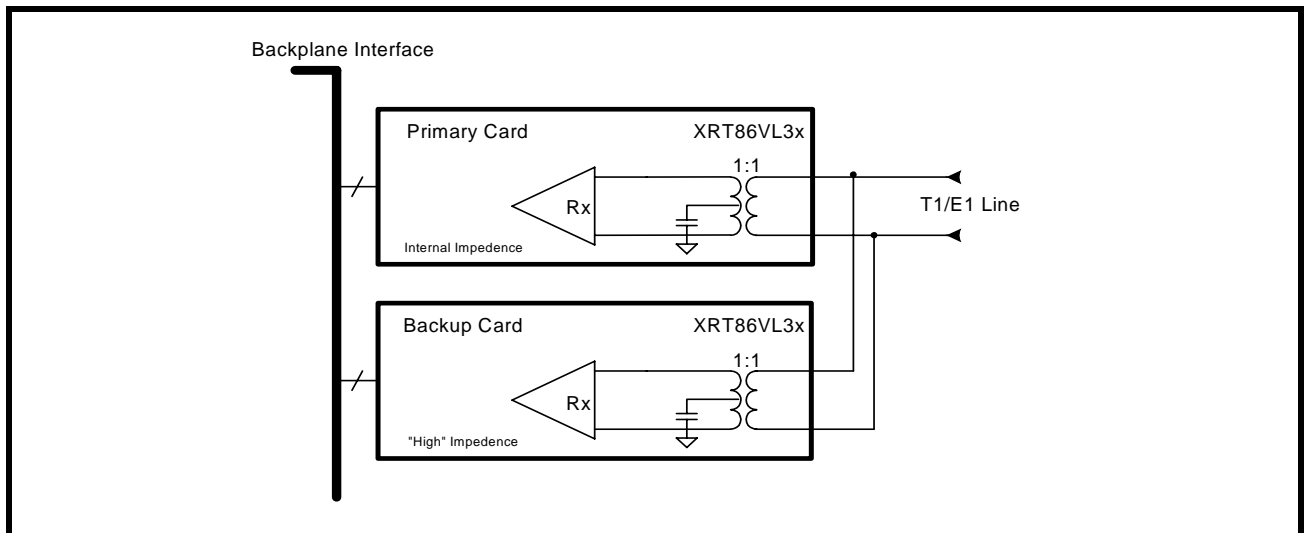 Backplane Interface
Primary Card
XRT86VL3x
1:1
Rx
Internal Impedence
T1/E1 Line
Backup Card
XRT86VL3x
1:1
Rx
"High" Impedence